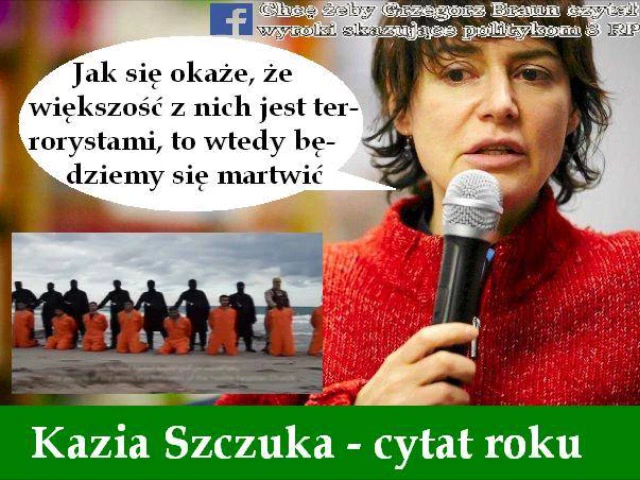 Chcę żeby Grzegorz Braun czytał
wyroki skazujące politykom 3 RP
Jak się okaże, że
większość z nich jest ter-
rorystami, to wtedy bę-
dziemy się martwić
Kazia Szczuka - cytat roku